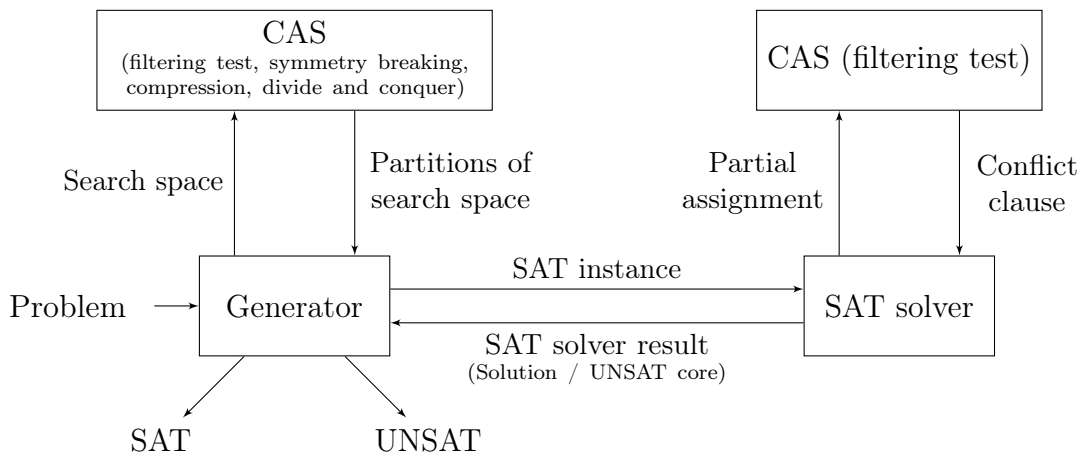 CAS
(filtering test, symmetry breaking,
compression, divide and conquer)
CAS (filtering test)
Search space
Partitions of
search space
Partial
assignment
Conflict
clause
Problem
Generator
SAT instance
SAT solver result
(Solution / UNSAT core)
SAT solver
SAT
UNSAT